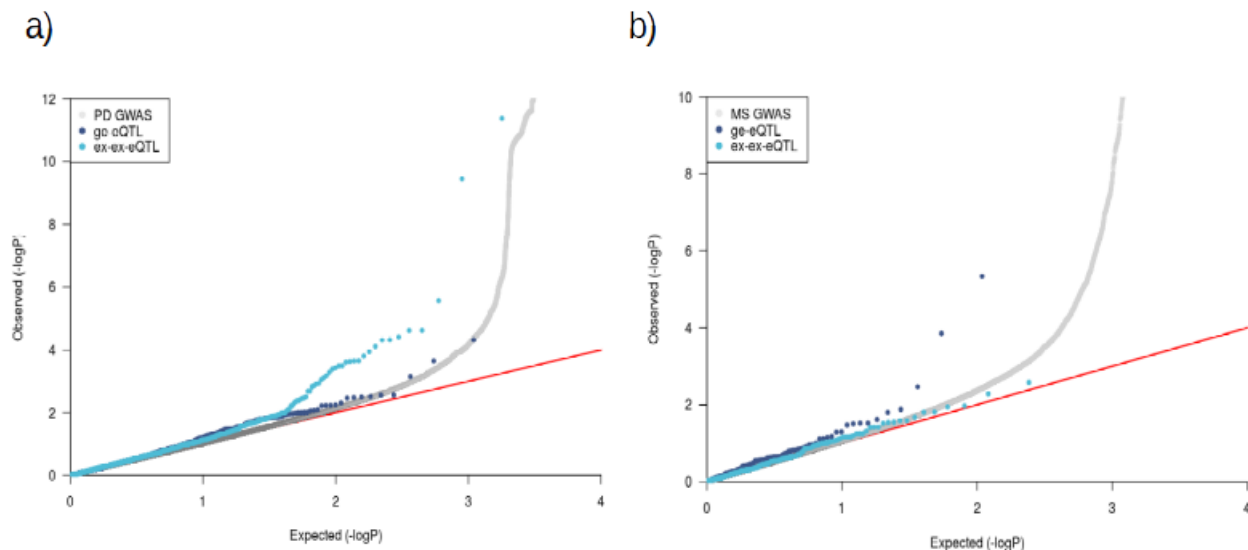 a)
12
10
8
6
4
2
0
PD GWAS
ge-eQTL
ex-ex-eQTL
Observed (-logP)
0 1 2 3 4
Expected (-logP)
b)
10
8
6
4
2
0
MS GWAS
ge-eQTL
ex-ex-eQTL
Observed (-logP)
0 1 2 3 4
Expected (-logP)